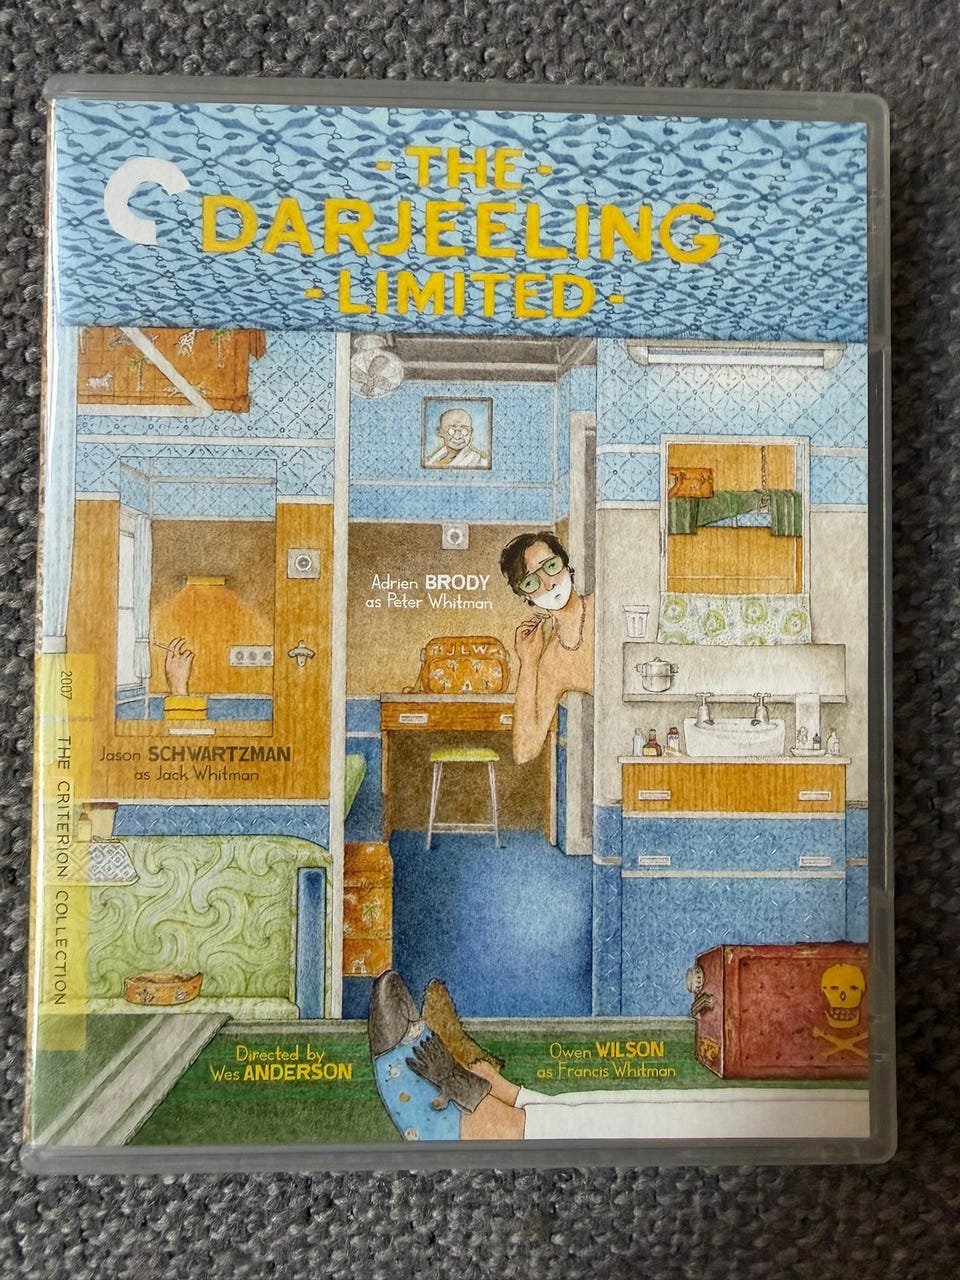 - THE -
DARJEELING
- LIMITED -
Adrien BRODY
as Peter Whitman
JLW
Jason SCHWARTZMAN
as Jack Whitman
2007 THE CRITERION COLLECTION
Directed by
Wes ANDERSON
Owen WILSON
as Francis Whitman